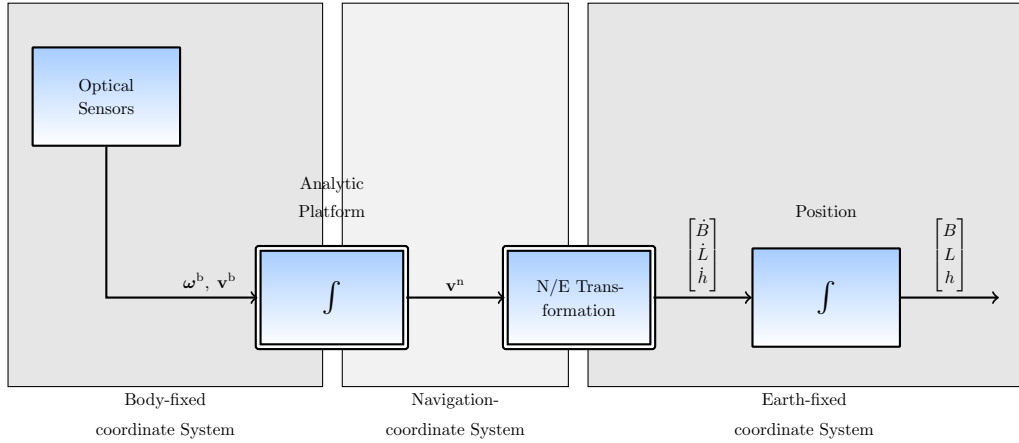 Optical
Sensors
Analytic
Platform
Position
ω^b, v^b
∫
v^n
N/E Trans-
formation
[Ḃ
L̇
ḣ]
∫
[B
L
h]
Body-fixed
coordinate System
Navigation-
coordinate System
Earth-fixed
coordinate System